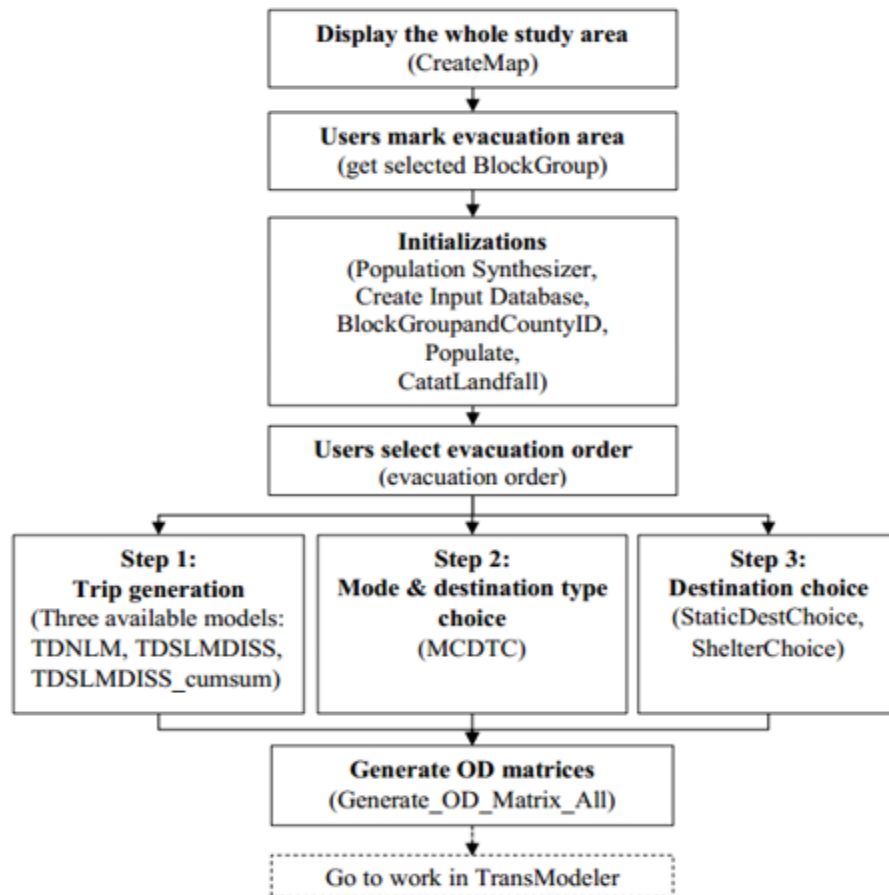 Display the whole study area
(CreateMap)
Users mark evacuation area
(get selected BlockGroup)
Initializations
(Population Synthesizer,
Create Input Database,
BlockGroupandCountyID,
Populate,
CatatLandfall)
Users select evacuation order
(evacuation order)
Step 1:
Trip generation
(Three available models:
TDNLM, TDSLMDISS,
TDSLMDISS_cumsum)
Step 2:
Mode & destination type
choice
(MCDTC)
Step 3:
Destination choice
(StaticDestChoice,
ShelterChoice)
Generate OD matrices
(Generate_OD_Matrix_All)
Go to work in TransModeler